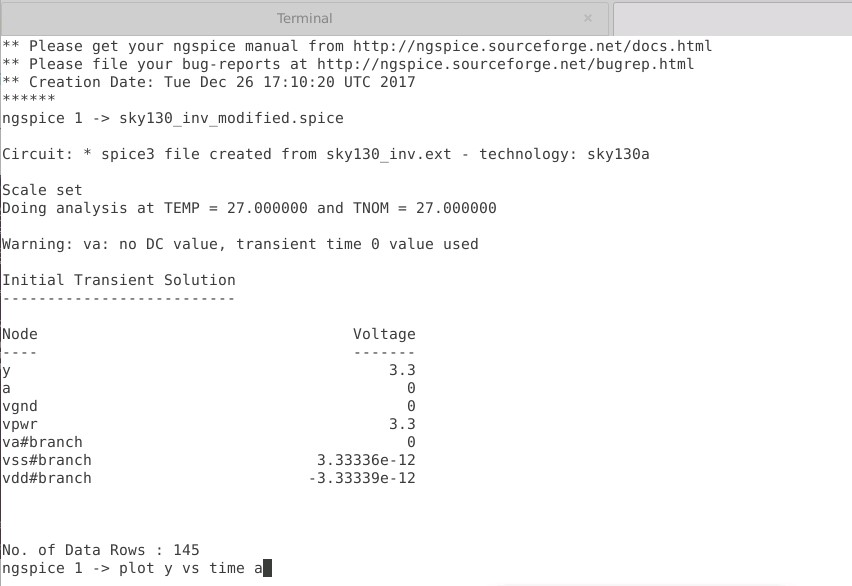 Terminal ×
** Please get your ngspice manual from http://ngspice.sourceforge.net/docs.html
** Please file your bug-reports at http://ngspice.sourceforge.net/bugrep.html
** Creation Date: Tue Dec 26 17:10:20 UTC 2017
******
ngspice 1 -> sky130_inv_modified.spice
Circuit: * spice3 file created from sky130_inv.ext - technology: sky130a
Scale set
Doing analysis at TEMP = 27.000000 and TNOM = 27.000000
Warning: va: no DC value, transient time 0 value used
Initial Transient Solution
--------------------------
Node Voltage
---- -------
y 3.3
a 0
vgnd 0
vpwr 3.3
va#branch 0
vss#branch 3.33336e-12
vdd#branch -3.33339e-12
No. of Data Rows : 145
ngspice 1 -> plot y vs time a